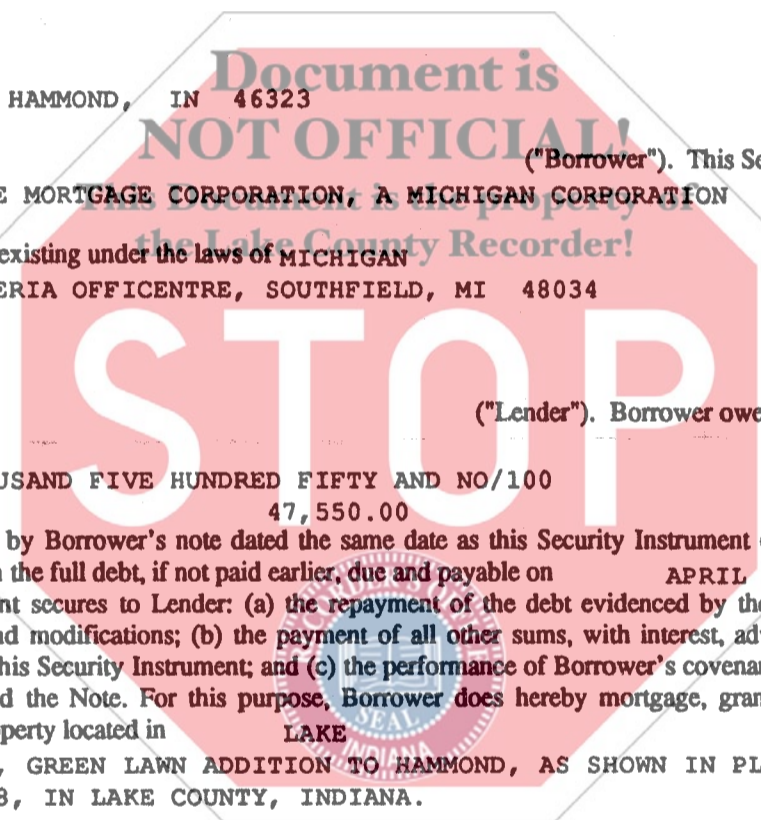 Document is
HAMMOND, IN 46323
NOT OFFICIAL!
("Borrower"). This Se
E MORTGAGE CORPORATION, A MICHIGAN CORPORATION
This Document is the property of
the Lake County Recorder!
existing under the laws of MICHIGAN
ERIA OFFICENTRE, SOUTHFIELD, MI 48034
STOP
("Lender"). Borrower owe
USAND FIVE HUNDRED FIFTY AND NO/100
47,550.00
by Borrower's note dated the same date as this Security Instrument
the full debt, if not paid earlier, due and payable on APRIL
nt secures to Lender: (a) the repayment of the debt evidenced by the
nd modifications; (b) the payment of all other sums, with interest, ad
his Security Instrument; and (c) the performance of Borrower's covenan
d the Note. For this purpose, Borrower does hereby mortgage, gran
perty located in LAKE
SEAL
INDIANA
, GREEN LAWN ADDITION TO HAMMOND, AS SHOWN IN PL
8, IN LAKE COUNTY, INDIANA.